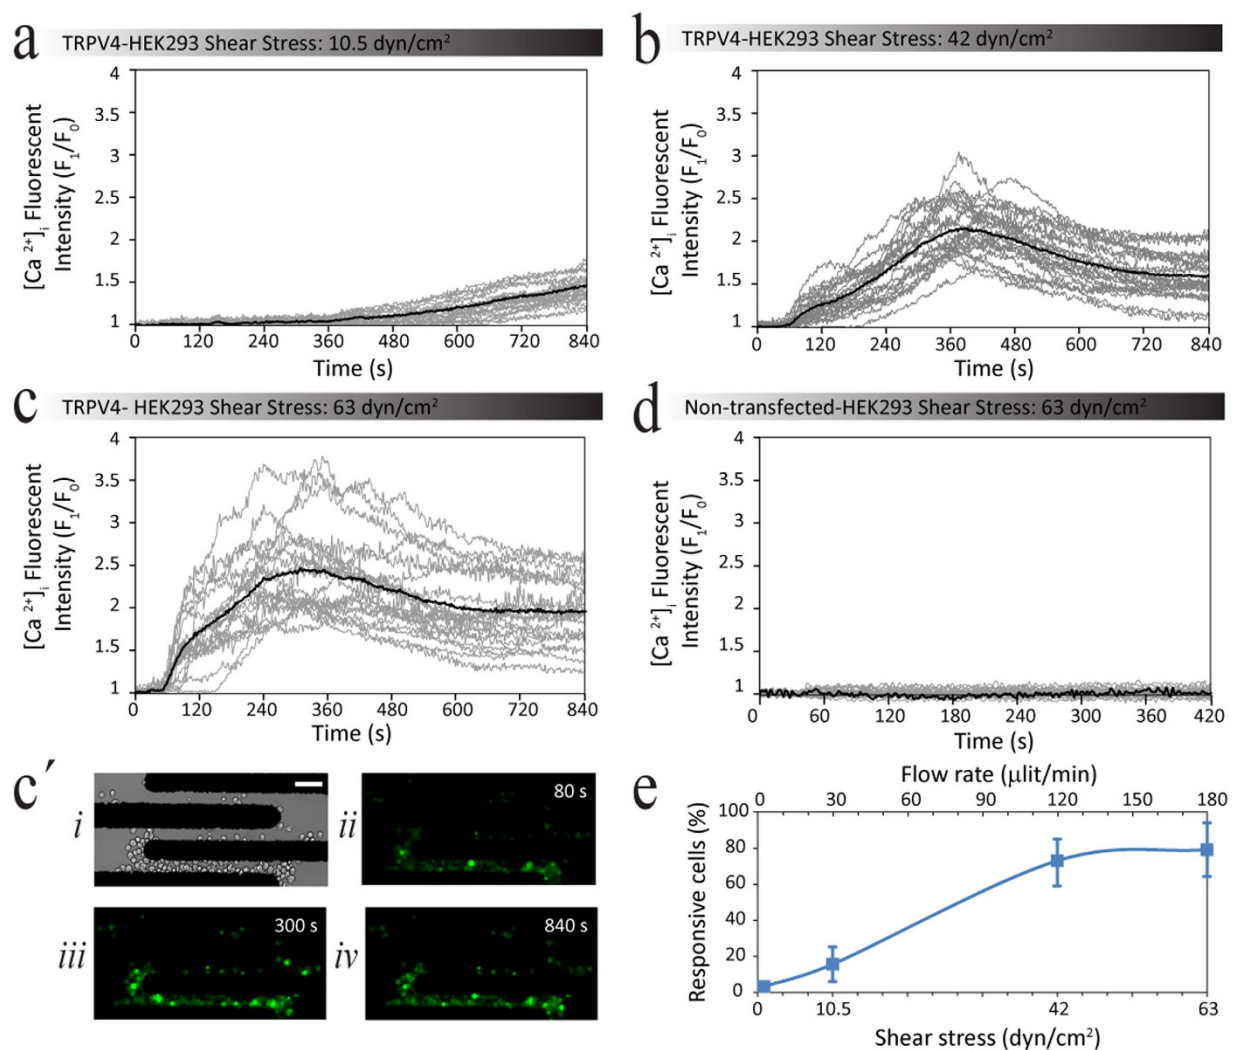 a TRPV4-HEK293 Shear Stress: 10.5 dyn/cm²
[Ca ²⁺]ᵢ Fluorescent
Intensity (F₁/F₀)
4
3.5
3
2.5
2
1.5
1
0 120 240 360 480 600 720 840
Time (s)
b TRPV4-HEK293 Shear Stress: 42 dyn/cm²
[Ca ²⁺]ᵢ Fluorescent
Intensity (F₁/F₀)
4
3.5
3
2.5
2
1.5
1
0 120 240 360 480 600 720 840
Time (s)
c TRPV4- HEK293 Shear Stress: 63 dyn/cm²
[Ca ²⁺]ᵢ Fluorescent
Intensity (F₁/F₀)
4
3.5
3
2.5
2
1.5
1
0 120 240 360 480 600 720 840
Time (s)
d Non-transfected-HEK293 Shear Stress: 63 dyn/cm²
[Ca ²⁺]ᵢ Fluorescent
Intensity (F₁/F₀)
4
3.5
3
2.5
2
1.5
1
0 60 120 180 240 300 360 420
Time (s)
c′
i
ii 80 s
iii 300 s
iv 840 s
e
Flow rate (μlit/min)
0 30 60 90 120 150 180
Responsive cells (%)
100
80
60
40
20
0
0 10.5 42 63
Shear stress (dyn/cm²)